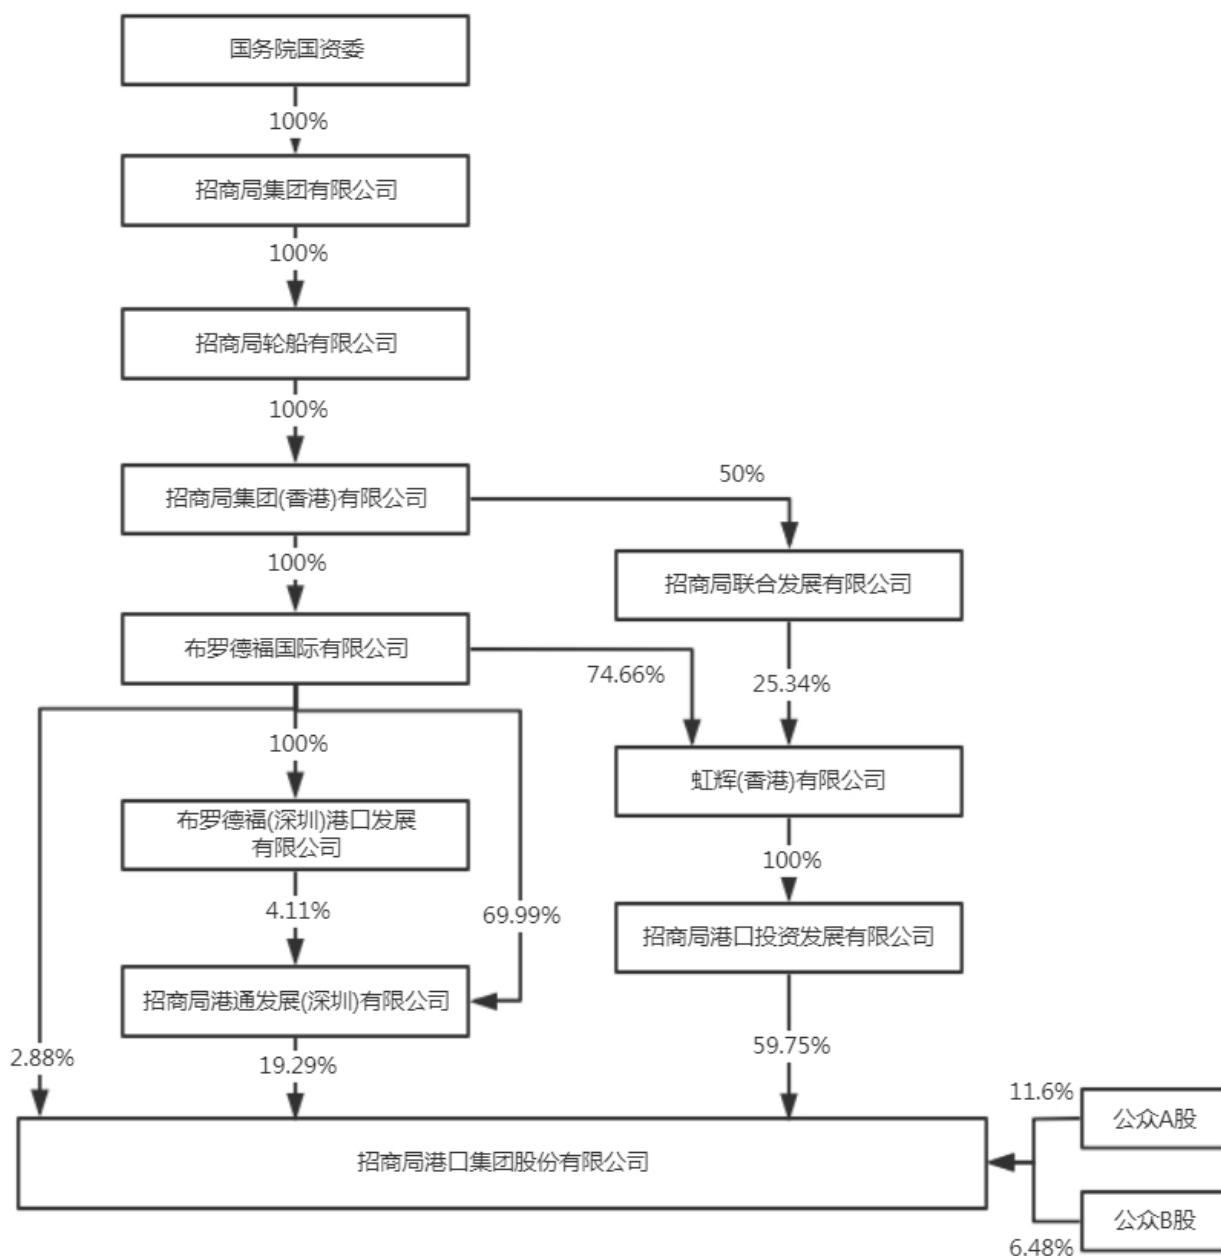 国务院国资委
100%
招商局集团有限公司
100%
招商局轮船有限公司
100%
招商局集团(香港)有限公司
50%
100%
招商局联合发展有限公司
布罗德福国际有限公司
74.66%
25.34%
100%
虹辉(香港)有限公司
布罗德福(深圳)港口发展
有限公司
100%
4.11%
69.99%
招商局港口投资发展有限公司
招商局港通发展(深圳)有限公司
2.88%
19.29%
59.75%
11.6%
公众A股
招商局港口集团股份有限公司
公众B股
6.48%